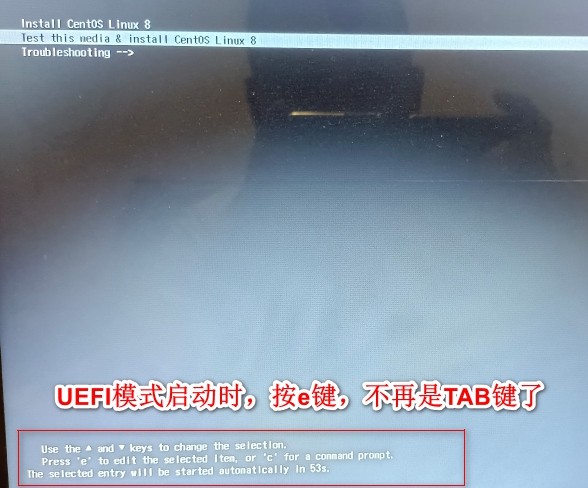 Install CentOS Linux 8
Test this media & install CentOS Linux 8
Troubleshooting -->
UEFI模式启动时，按e键，不再是TAB键了
Use the ▲ and ▼ keys to change the selection.
Press 'e' to edit the selected item, or 'c' for a command prompt.
The selected entry will be started automatically in 53s.